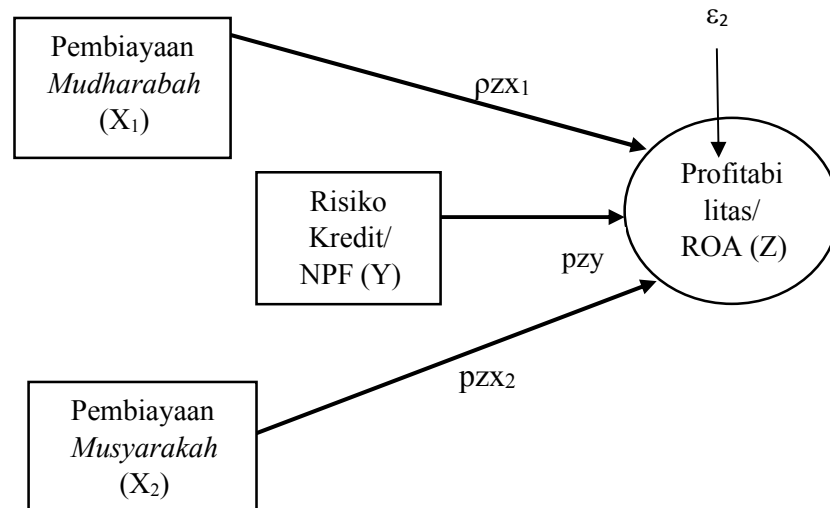 Pembiayaan
Mudharabah
(X₁)
ρzx₁
ε₂
Profitabi
litas/
ROA (Z)
Risiko
Kredit/
NPF (Y)
pzy
pzx₂
Pembiayaan
Musyarakah
(X₂)